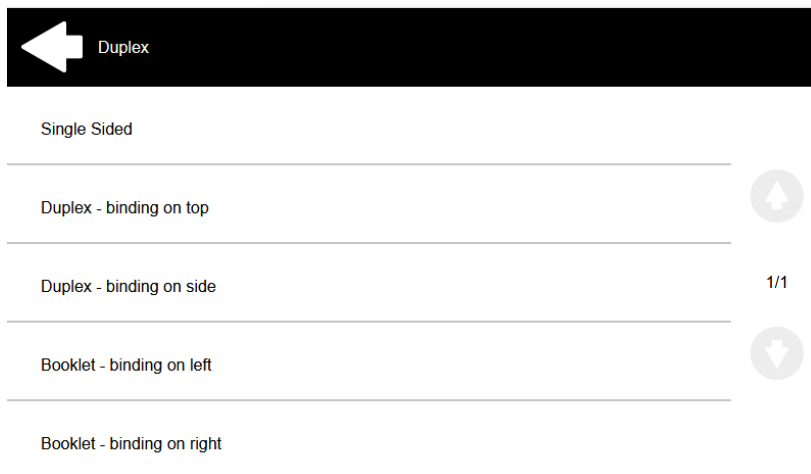 Duplex
Single Sided
Duplex - binding on top
Duplex - binding on side
1/1
Booklet - binding on left
Booklet - binding on right